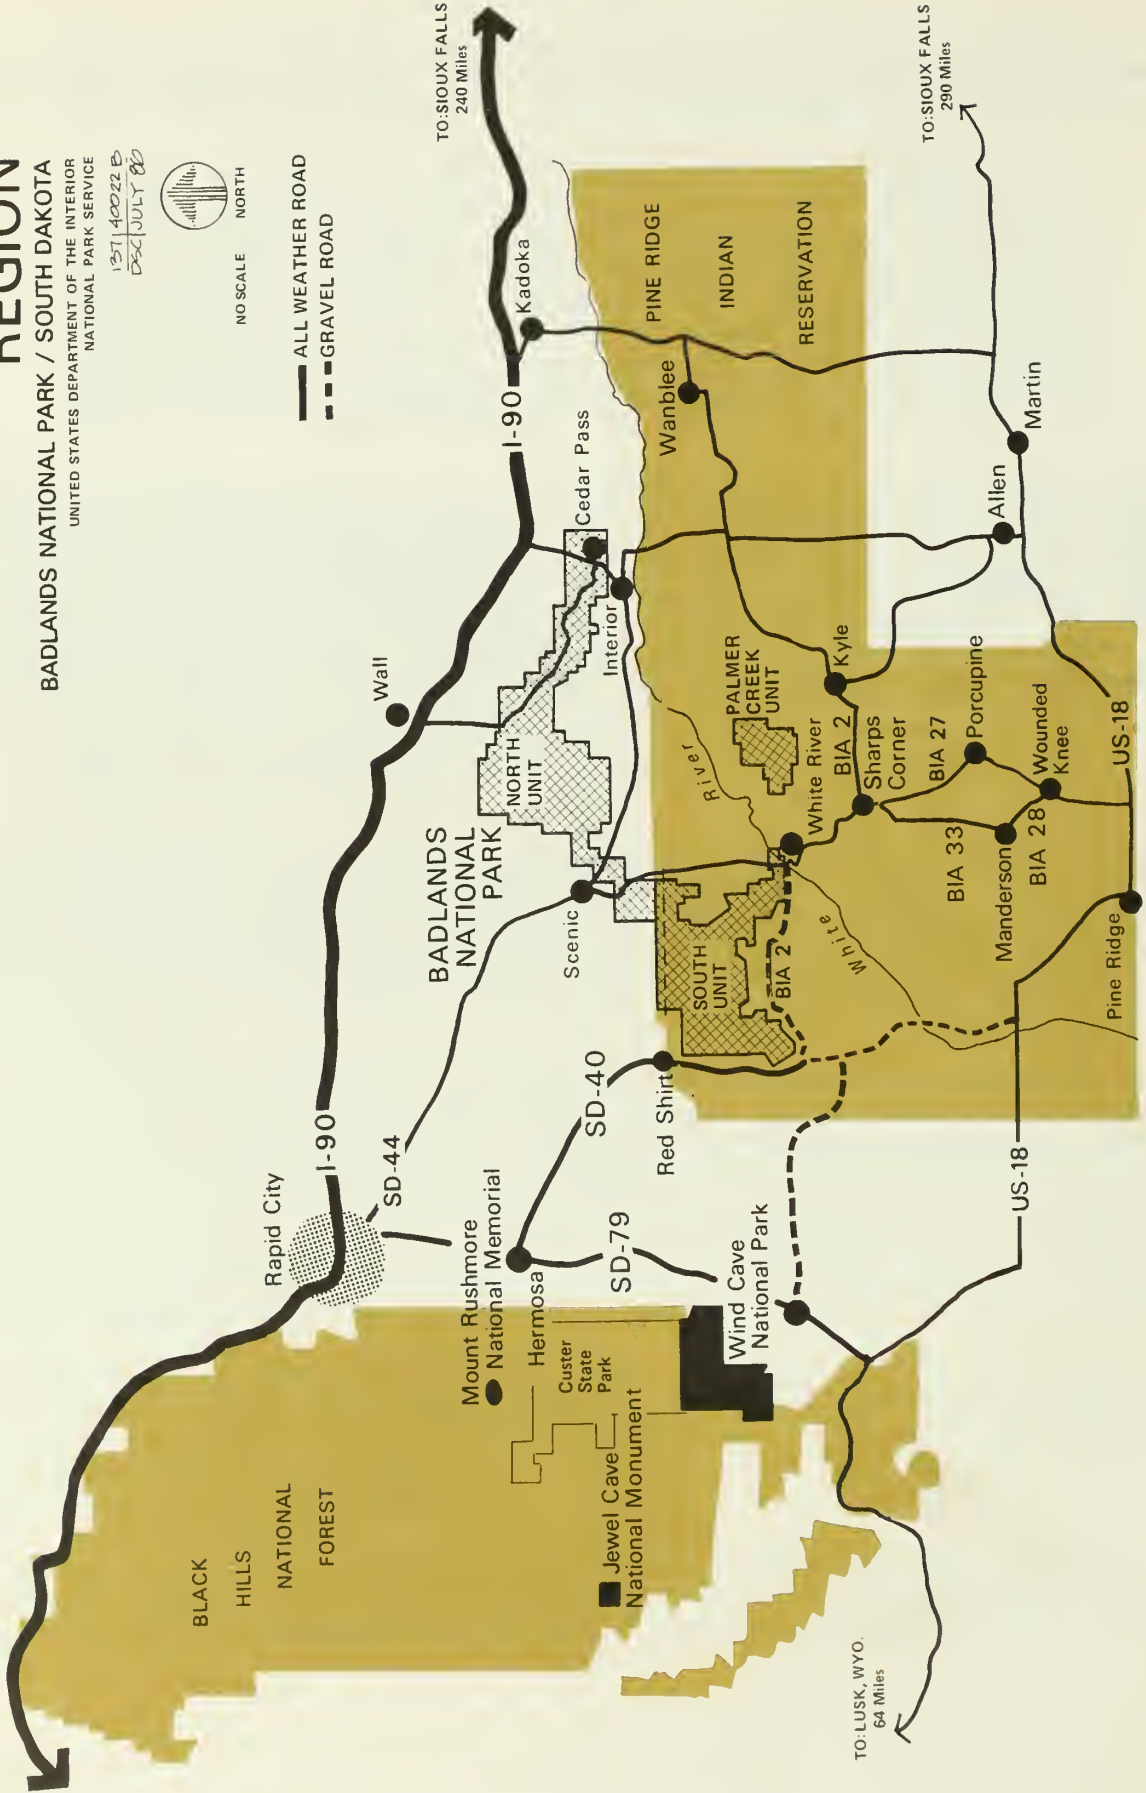 REGION
BADLANDS NATIONAL PARK / SOUTH DAKOTA
UNITED STATES DEPARTMENT OF THE INTERIOR
NATIONAL PARK SERVICE
137|40022B
DSC|JULY 80
NO SCALE NORTH
ALL WEATHER ROAD
GRAVEL ROAD
TO:SIOUX FALLS
240 Miles
TO:SIOUX FALLS
290 Miles
I-90
Kadoka
Wall
Cedar Pass
Interior
NORTH
UNIT
BADLANDS
NATIONAL
PARK
Scenic
SOUTH
UNIT
PALMER
CREEK
UNIT
PINE RIDGE
INDIAN
RESERVATION
Wanblee
Kyle
Allen
Martin
White River
BIA 2
Sharps
Corner
BIA 27
Porcupine
Wounded
Knee
BIA 33
Manderson
BIA 28
US-18
Pine Ridge
BIA 2
White
River
Red Shirt
SD-40
SD-44
I-90
Rapid City
Mount Rushmore
National Memorial
Hermosa
SD-79
Custer
State
Park
Wind Cave
National Park
Jewel Cave
National Monument
BLACK
HILLS
NATIONAL
FOREST
US-18
TO:LUSK, WYO.
64 Miles